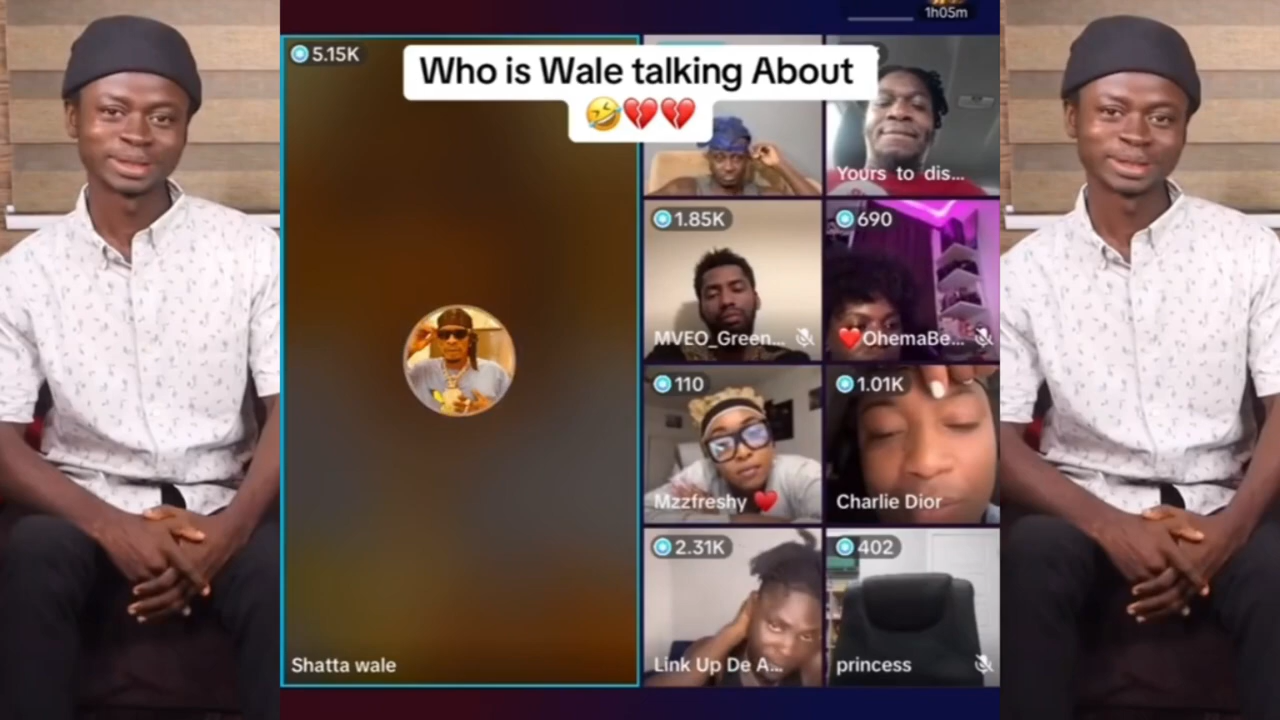 1h05m
5.15K
Who is Wale talking About
🤣💔💔
Yours to dis...
1.85K
690
MVEO_Green...
❤️OhemaBe...
110
1.01K
Mzzfreshy ❤️
Charlie Dior
2.31K
402
Shatta wale
Link Up De A...
princess